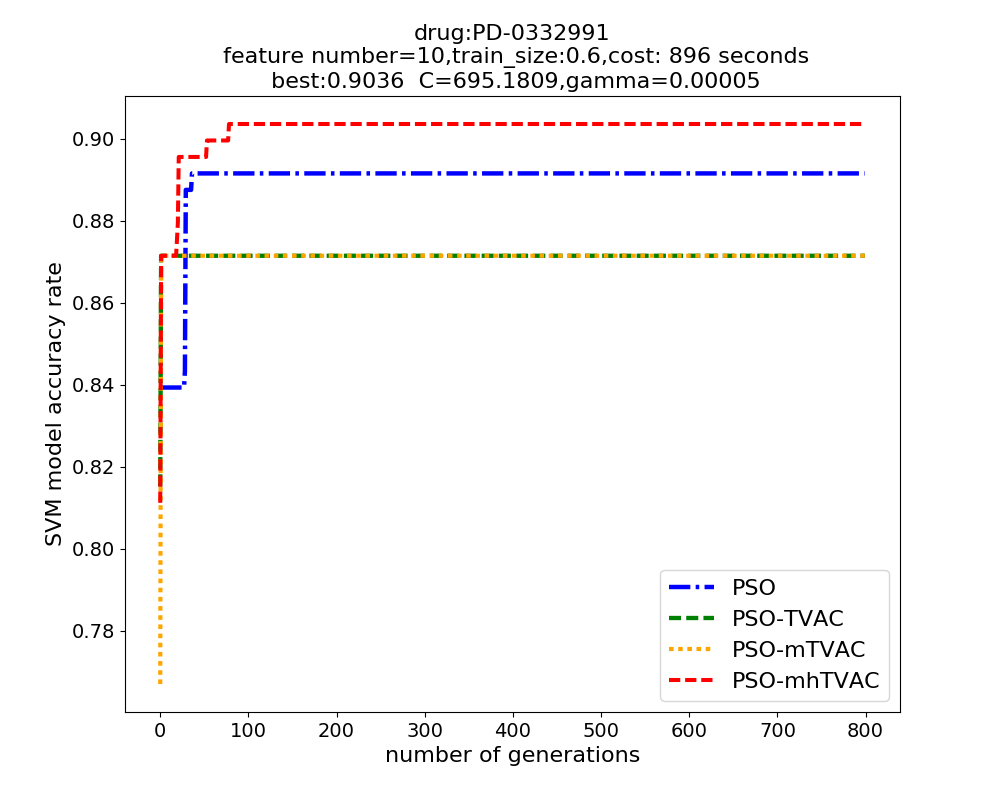 drug:PD-0332991
feature number=10,train_size:0.6,cost: 896 seconds
best:0.9036  C=695.1809,gamma=0.00005
SVM model accuracy rate
0.90
0.88
0.86
0.84
0.82
0.80
0.78
PSO
PSO-TVAC
PSO-mTVAC
PSO-mhTVAC
0 100 200 300 400 500 600 700 800
number of generations